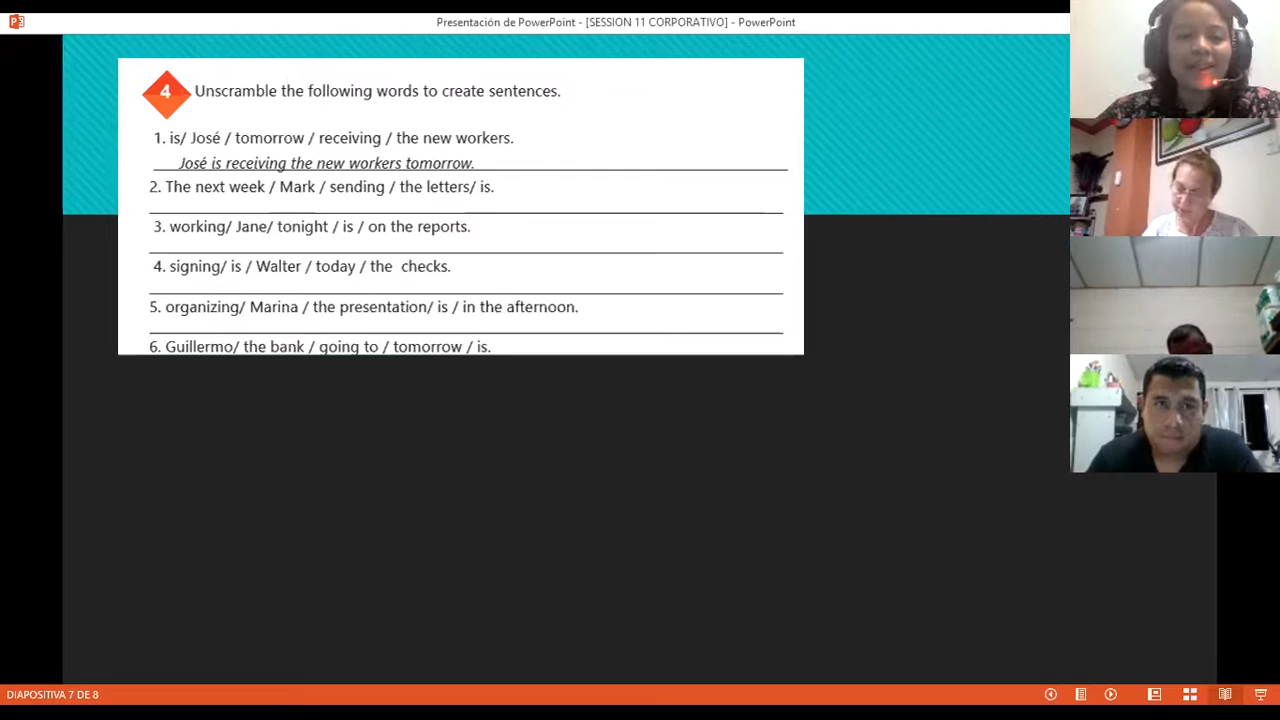 Presentación de PowerPoint - [SESSION 11 CORPORATIVO] - PowerPoint
4 Unscramble the following words to create sentences.
1. is/ José / tomorrow / receiving / the new workers.
José is receiving the new workers tomorrow.
2. The next week / Mark / sending / the letters/ is.
3. working/ Jane/ tonight / is / on the reports.
4. signing/ is / Walter / today / the checks.
5. organizing/ Marina / the presentation/ is / in the afternoon.
6. Guillermo/ the bank / going to / tomorrow / is.
DIAPOSITIVA 7 DE 8